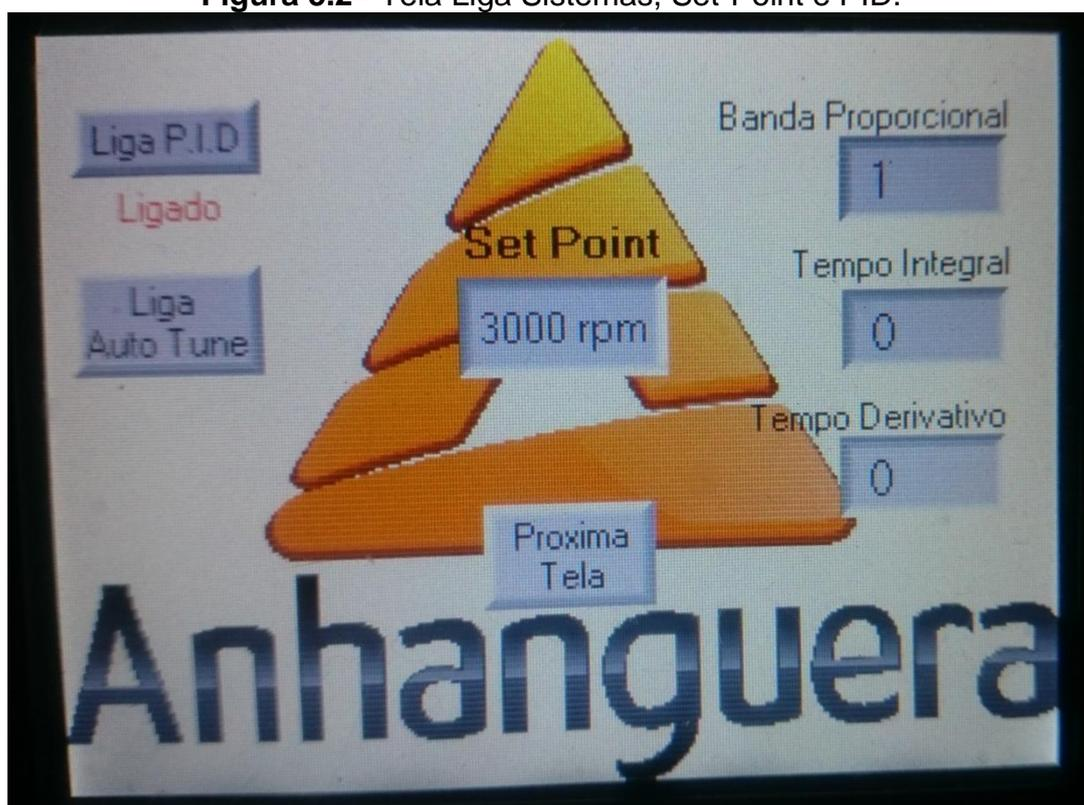 Tela Liga Sistemas, Set Point e PID.
Liga P.I.D
Ligado
Liga
Auto Tune
Set Point
3000 rpm
Banda Proporcional
1
Tempo Integral
0
Tempo Derivativo
0
Proxima
Tela
Anhanguera